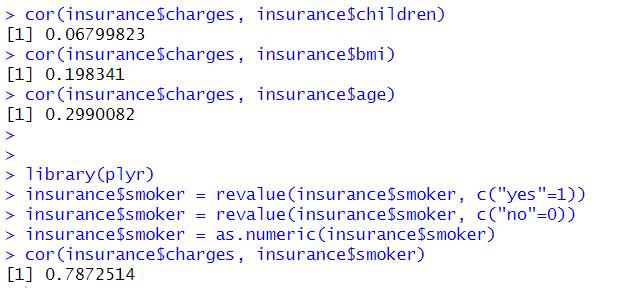 > cor(insurance$charges, insurance$children)
[1] 0.06799823
> cor(insurance$charges, insurance$bmi)
[1] 0.198341
> cor(insurance$charges, insurance$age)
[1] 0.2990082
>
>
> library(plyr)
> insurance$smoker = revalue(insurance$smoker, c("yes"=1))
> insurance$smoker = revalue(insurance$smoker, c("no"=0))
> insurance$smoker = as.numeric(insurance$smoker)
> cor(insurance$charges, insurance$smoker)
[1] 0.7872514